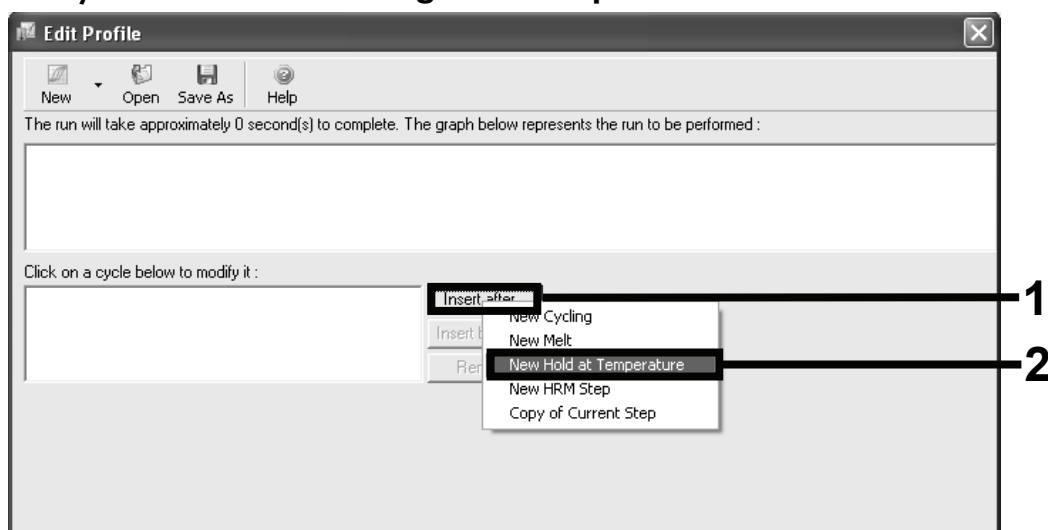 Edit Profile
New Open Save As Help
The run will take approximately 0 second(s) to complete. The graph below represents the run to be performed :
Click on a cycle below to modify it :
Insert after
1
New Cycling
Insert
New Melt
New Hold at Temperature
2
New HRM Step
Copy of Current Step